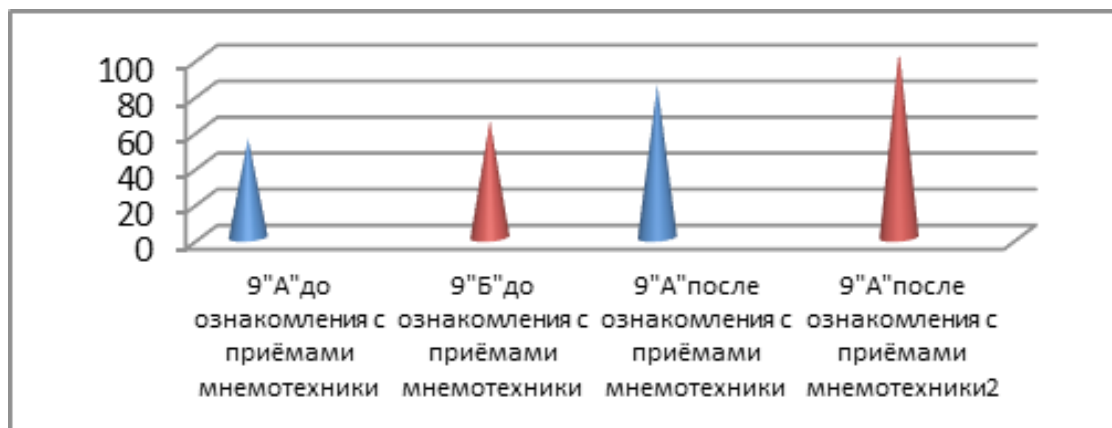 100
80
60
40
20
0
9"А"до
ознакомления с
приёмами
мнемотехники
9"Б"до
ознакомления с
приёмами
мнемотехники
9"А"после
ознакомления с
приёмами
мнемотехники
9"А"после
ознакомления с
приёмами
мнемотехники2